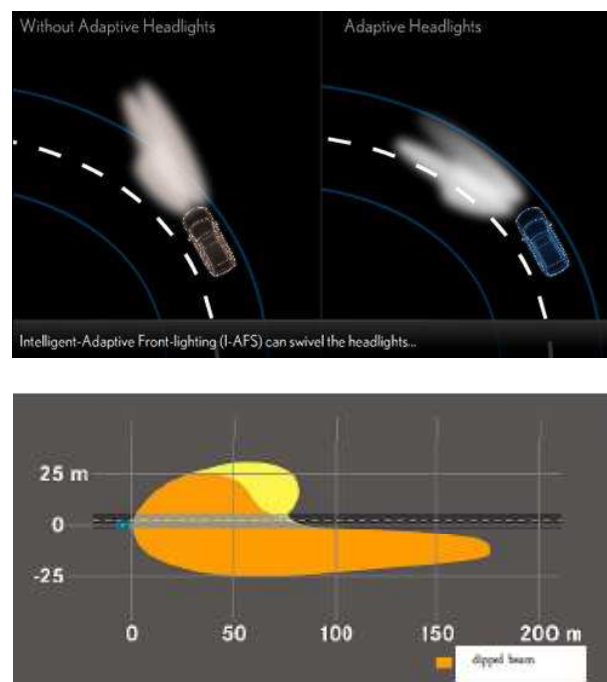 Without Adaptive Headlights
Adaptive Headlights
Intelligent-Adaptive Front-lighting (I-AFS) can swivel the headlights...
25 m
0
-25
0 50 100 150 200 m
dipped beam